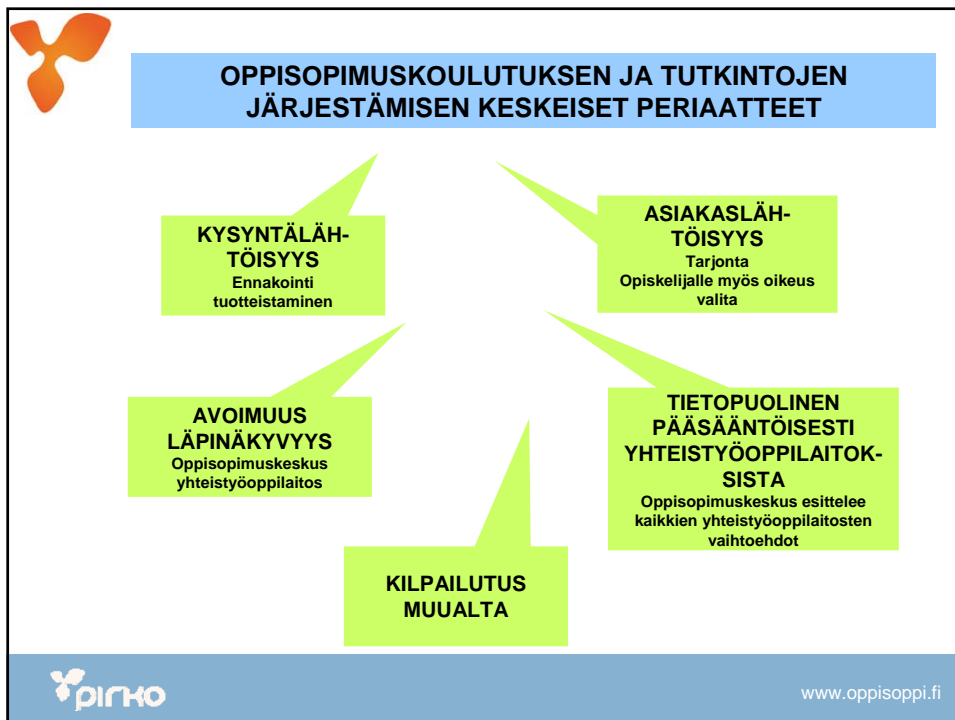 OPPISOPIMUSKOULUTUKSEN JA TUTKINTOJEN
JÄRJESTÄMISEN KESKEISET PERIAATTEET
KYSYNTÄLÄH-
TÖISYYS
Ennakointi
tuotteistaminen
ASIAKASLÄH-
TÖISYYS
Tarjonta
Opiskelijalle myös oikeus
valita
AVOIMUUS
LÄPINÄKYVYYS
Oppisopimuskeskus
yhteistyöoppilaitos
TIETOPUOLINEN
PÄÄSÄÄNTÖISESTI
YHTEISTYÖOPPILAITOK-
SISTA
Oppisopimuskeskus esittelee
kaikkien yhteistyöoppilaitosten
vaihtoehdot
KILPAILUTUS
MUUALTA
pirko
www.oppisoppi.fi